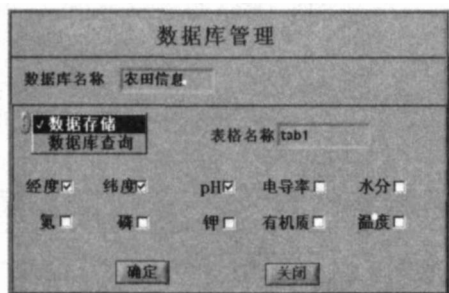 数据库管理
数据库名称 农田信息
✓数据存储
数据库查询
表格名称 tab1
经度 纬度 pH 电导率 水分
氮 磷 钾 有机质 温度
确定 关闭